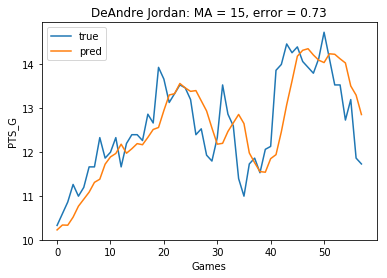 DeAndre Jordan: MA = 15, error = 0.73
true
pred
PTS_G
14
13
12
11
10
0
10
20
30
40
50
Games